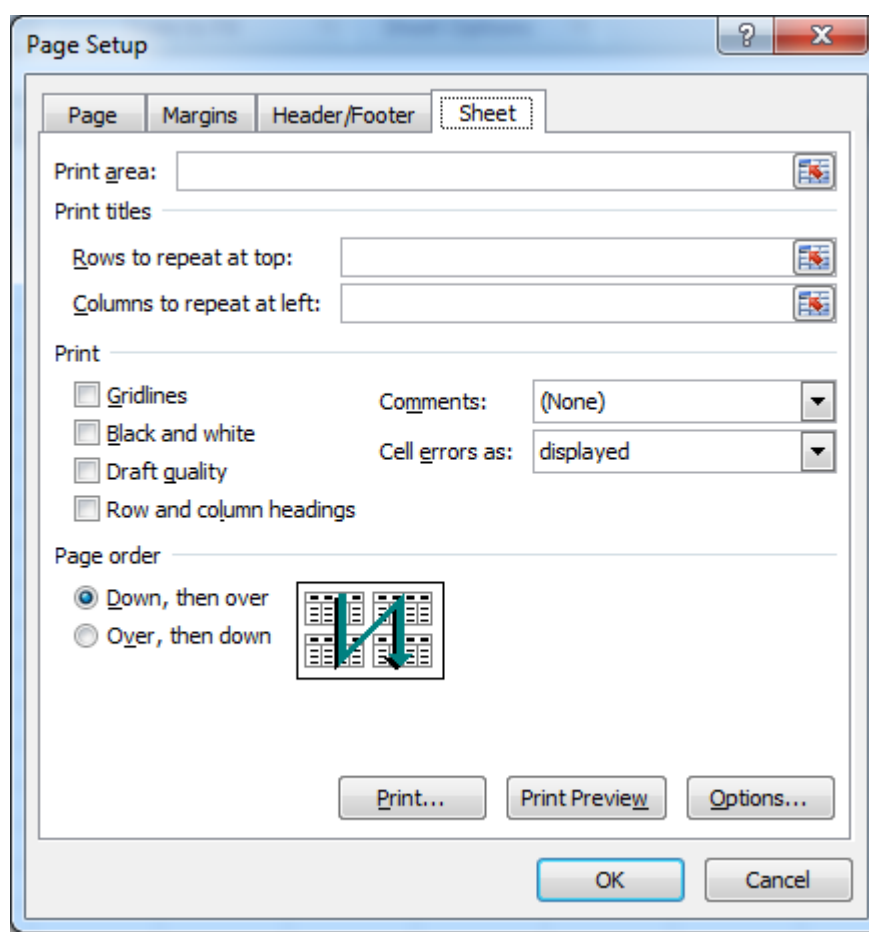 Page Setup
Page Margins Header/Footer Sheet
Print area:
Print titles
Rows to repeat at top:
Columns to repeat at left:
Print
Gridlines
Comments: (None)
Black and white
Cell errors as: displayed
Draft quality
Row and column headings
Page order
Down, then over
Over, then down
Print... Print Preview Options...
OK Cancel